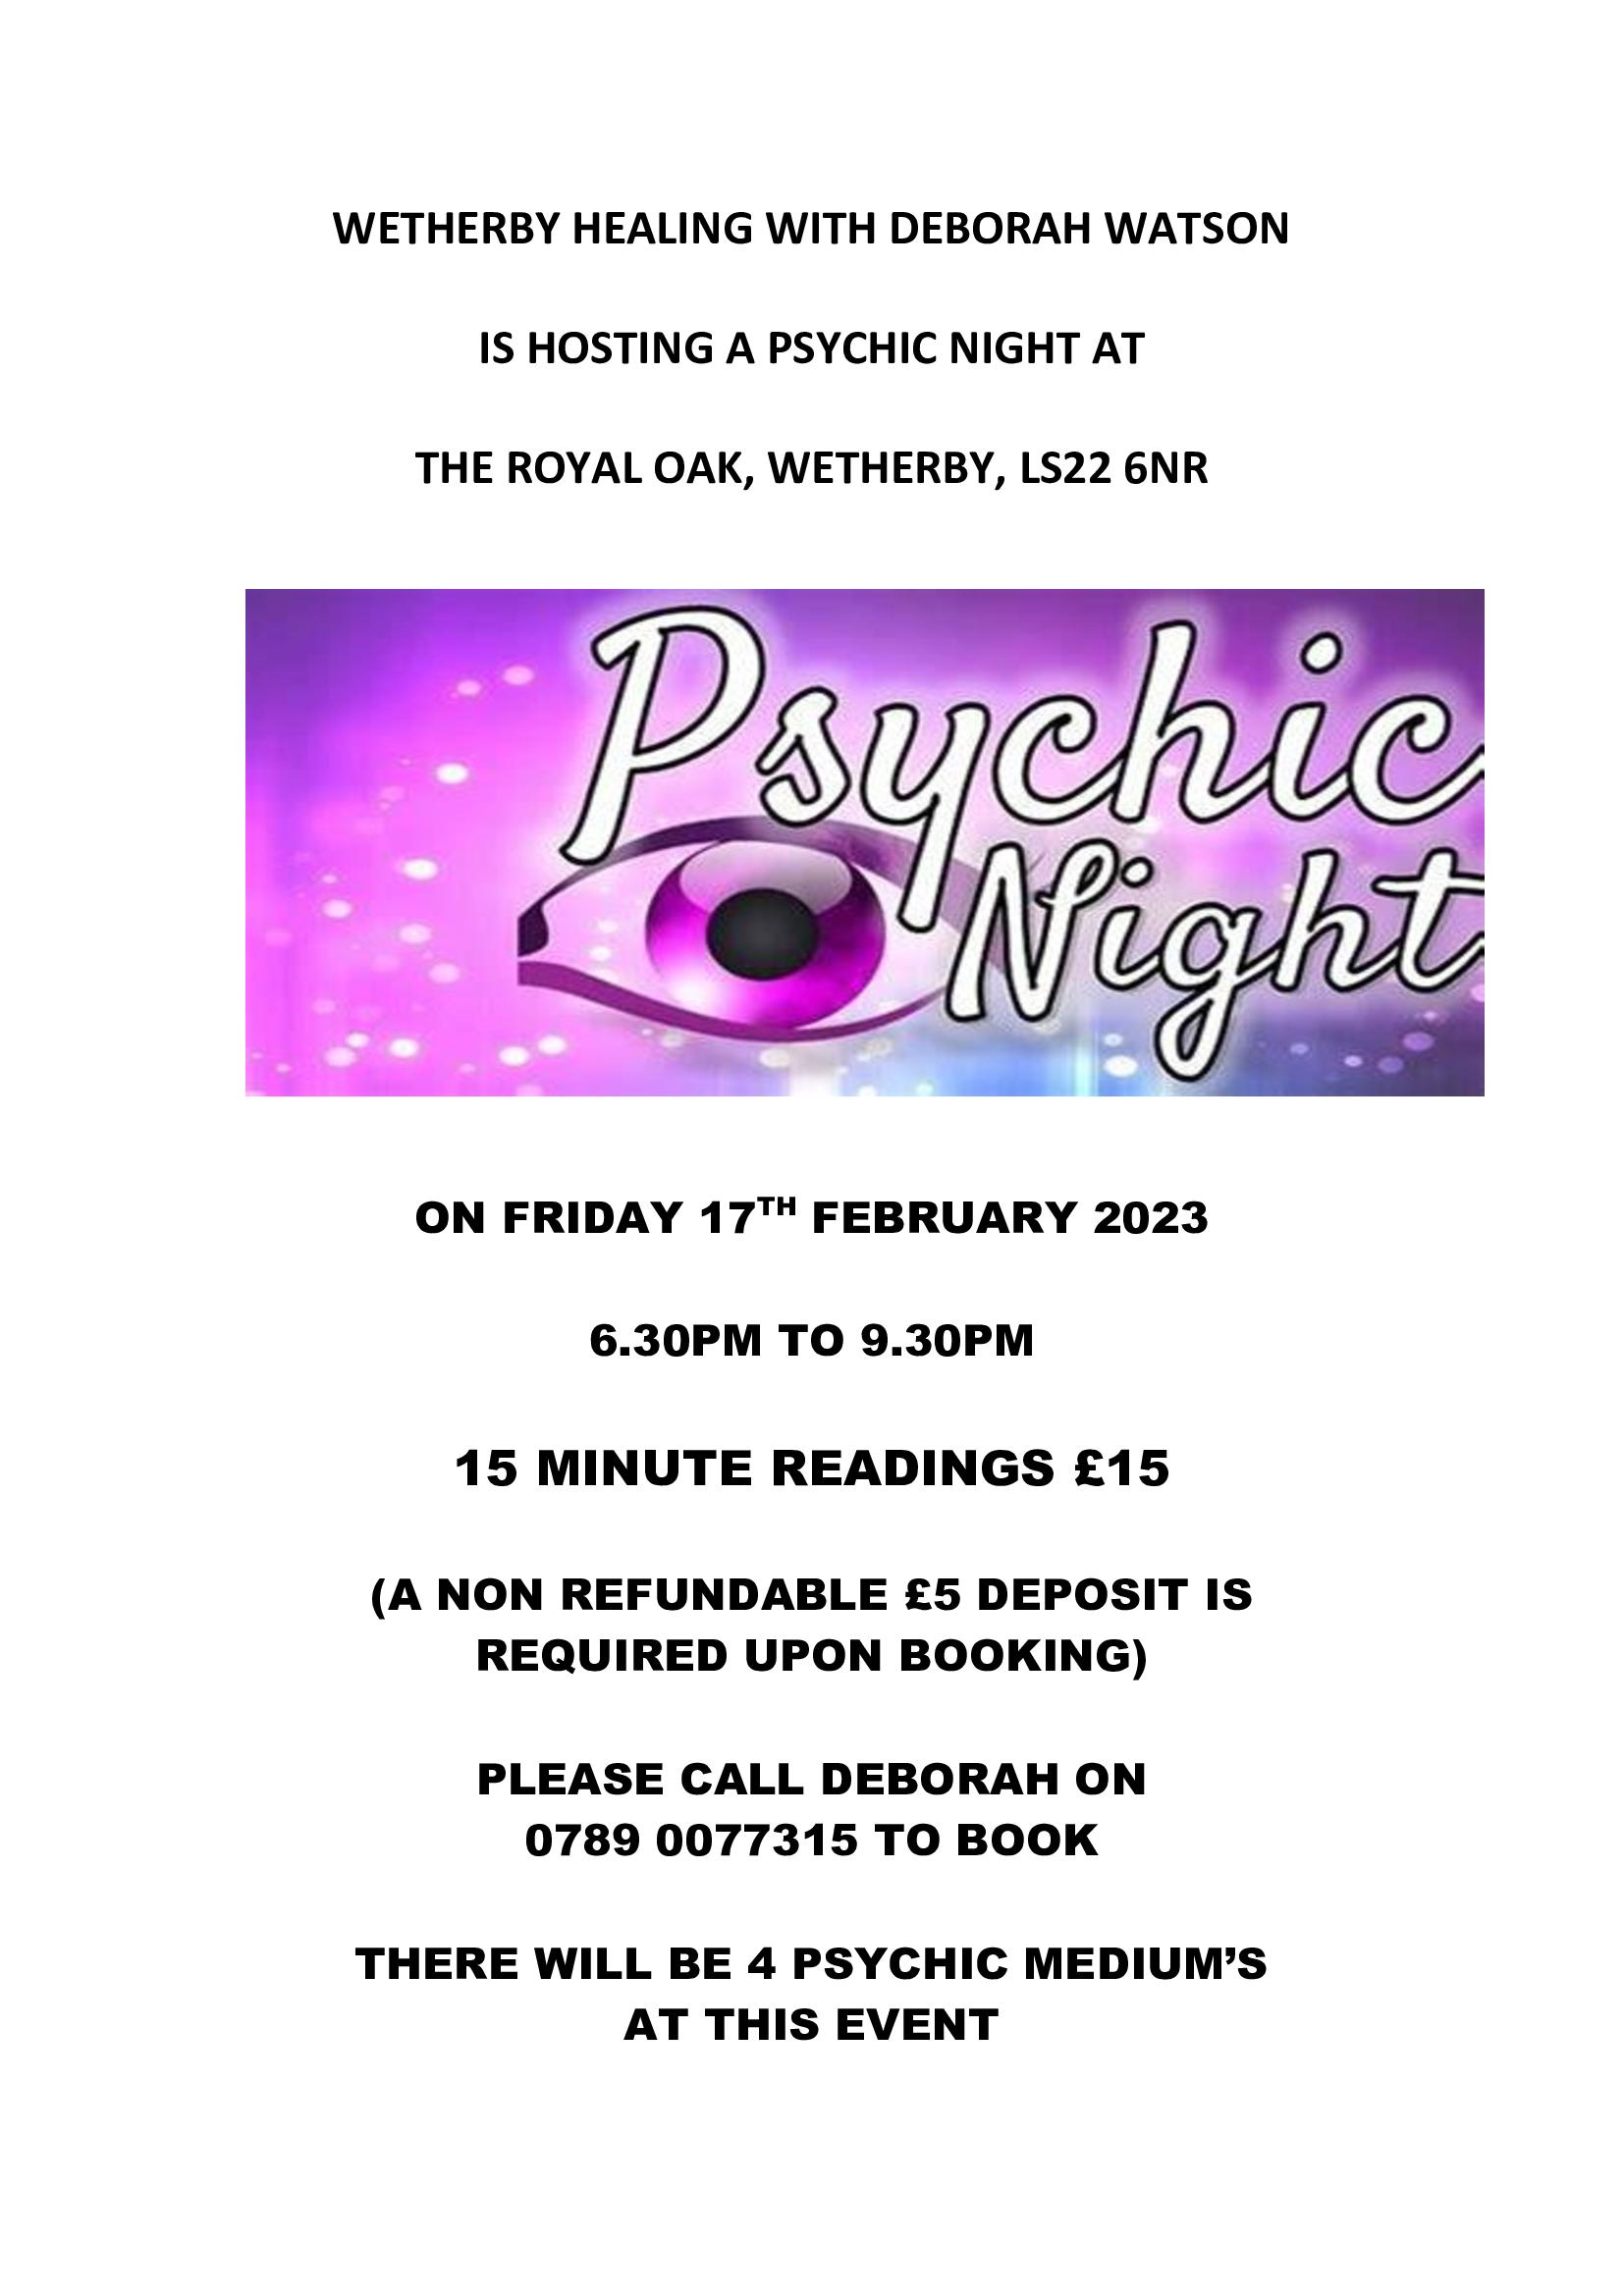 WETHERBY HEALING WITH DEBORAH WATSON
IS HOSTING A PSYCHIC NIGHT AT
THE ROYAL OAK, WETHERBY, LS22 6NR
Psychic
Night
ON FRIDAY 17TH FEBRUARY 2023
6.30PM TO 9.30PM
15 MINUTE READINGS £15
(A NON REFUNDABLE £5 DEPOSIT IS
REQUIRED UPON BOOKING)
PLEASE CALL DEBORAH ON
0789 0077315 TO BOOK
THERE WILL BE 4 PSYCHIC MEDIUM’S
AT THIS EVENT